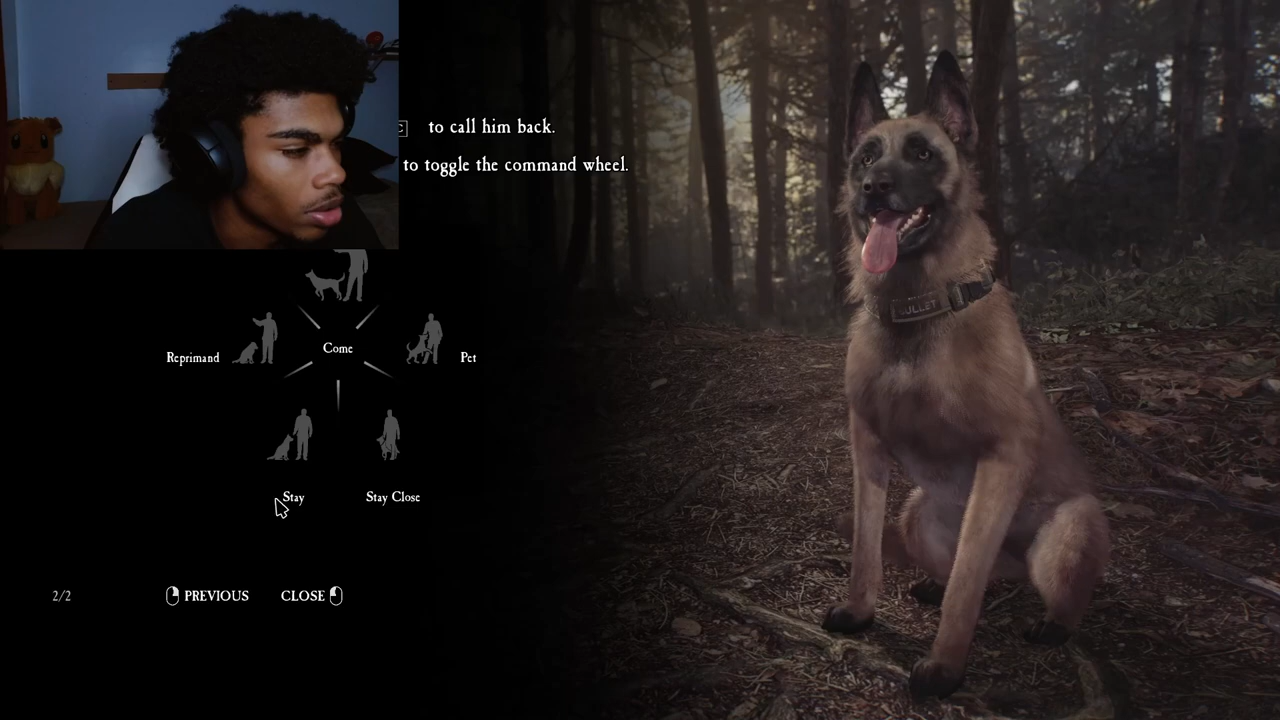 C to call him back.
to toggle the command wheel.
BULLET
Come
Reprimand
Pet
Stay
Stay Close
2/2
PREVIOUS
CLOSE